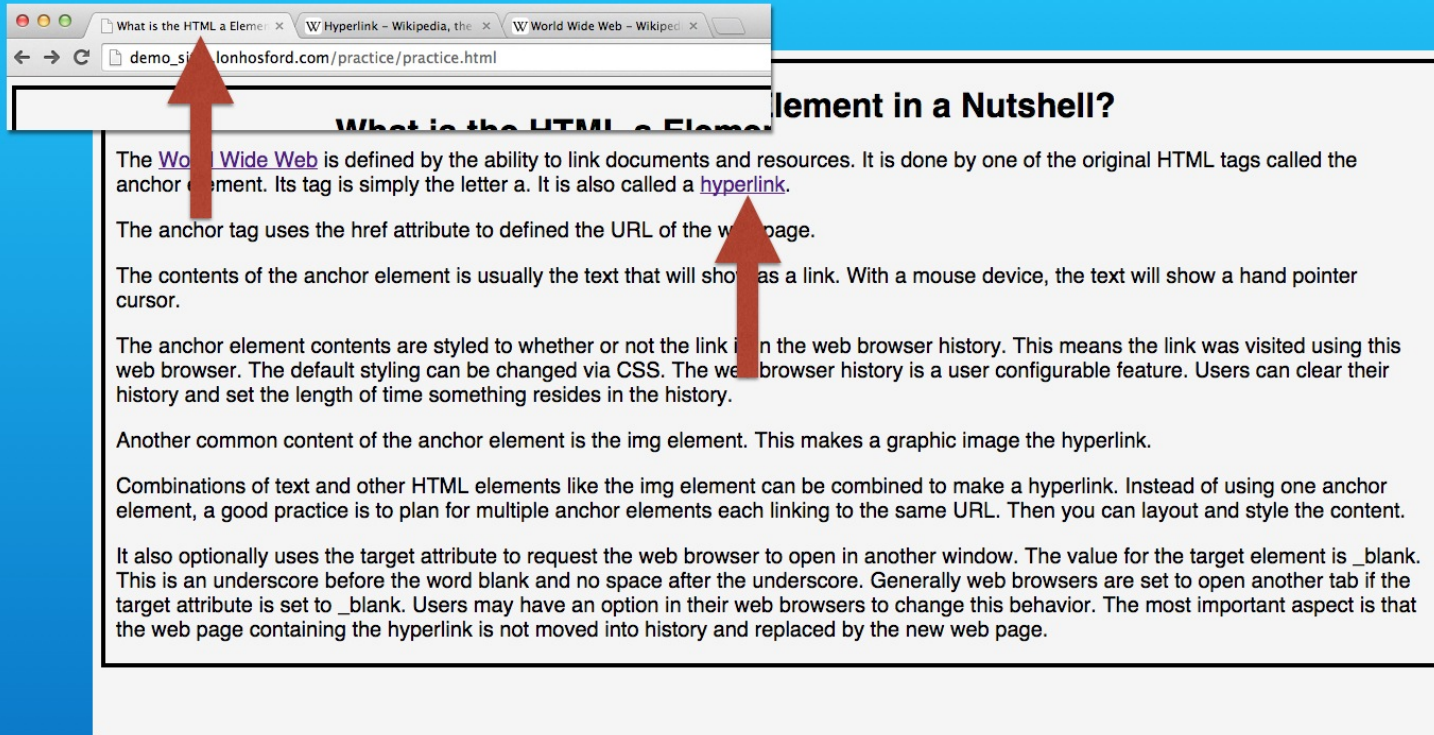 What is the HTML a Elemen
Hyperlink – Wikipedia, the
World Wide Web – Wikiped
demo_si lonhosford.com/practice/practice.html
What is the HTML a Elemen
lement in a Nutshell?
The World Wide Web is defined by the ability to link documents and resources. It is done by one of the original HTML tags called the
anchor element. Its tag is simply the letter a. It is also called a hyperlink.
The anchor tag uses the href attribute to defined the URL of the web page.
The contents of the anchor element is usually the text that will show as a link. With a mouse device, the text will show a hand pointer
cursor.
The anchor element contents are styled to whether or not the link is in the web browser history. This means the link was visited using this
web browser. The default styling can be changed via CSS. The web browser history is a user configurable feature. Users can clear their
history and set the length of time something resides in the history.
Another common content of the anchor element is the img element. This makes a graphic image the hyperlink.
Combinations of text and other HTML elements like the img element can be combined to make a hyperlink. Instead of using one anchor
element, a good practice is to plan for multiple anchor elements each linking to the same URL. Then you can layout and style the content.
It also optionally uses the target attribute to request the web browser to open in another window. The value for the target element is _blank.
This is an underscore before the word blank and no space after the underscore. Generally web browsers are set to open another tab if the
target attribute is set to _blank. Users may have an option in their web browsers to change this behavior. The most important aspect is that
the web page containing the hyperlink is not moved into history and replaced by the new web page.